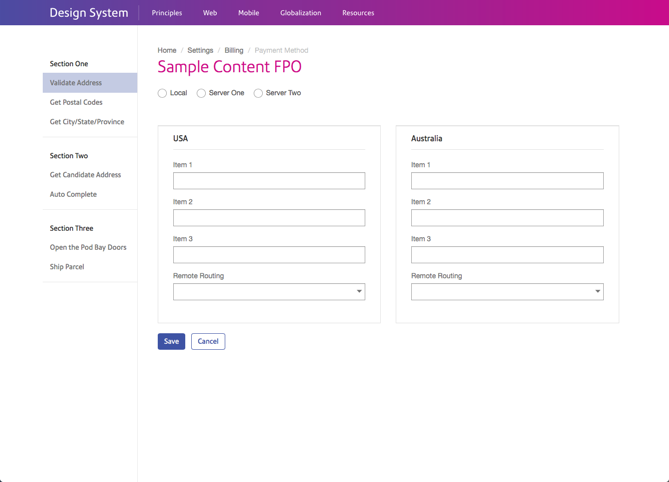 Design System Principles Web Mobile Globalization Resources
Section One
Validate Address
Get Postal Codes
Get City/State/Province
Section Two
Get Candidate Address
Auto Complete
Section Three
Open the Pod Bay Doors
Ship Parcel
Home / Settings / Billing / Payment Method
Sample Content FPO
Local Server One Server Two
USA
Item 1
Item 2
Item 3
Remote Routing
Australia
Item 1
Item 2
Item 3
Remote Routing
Save Cancel